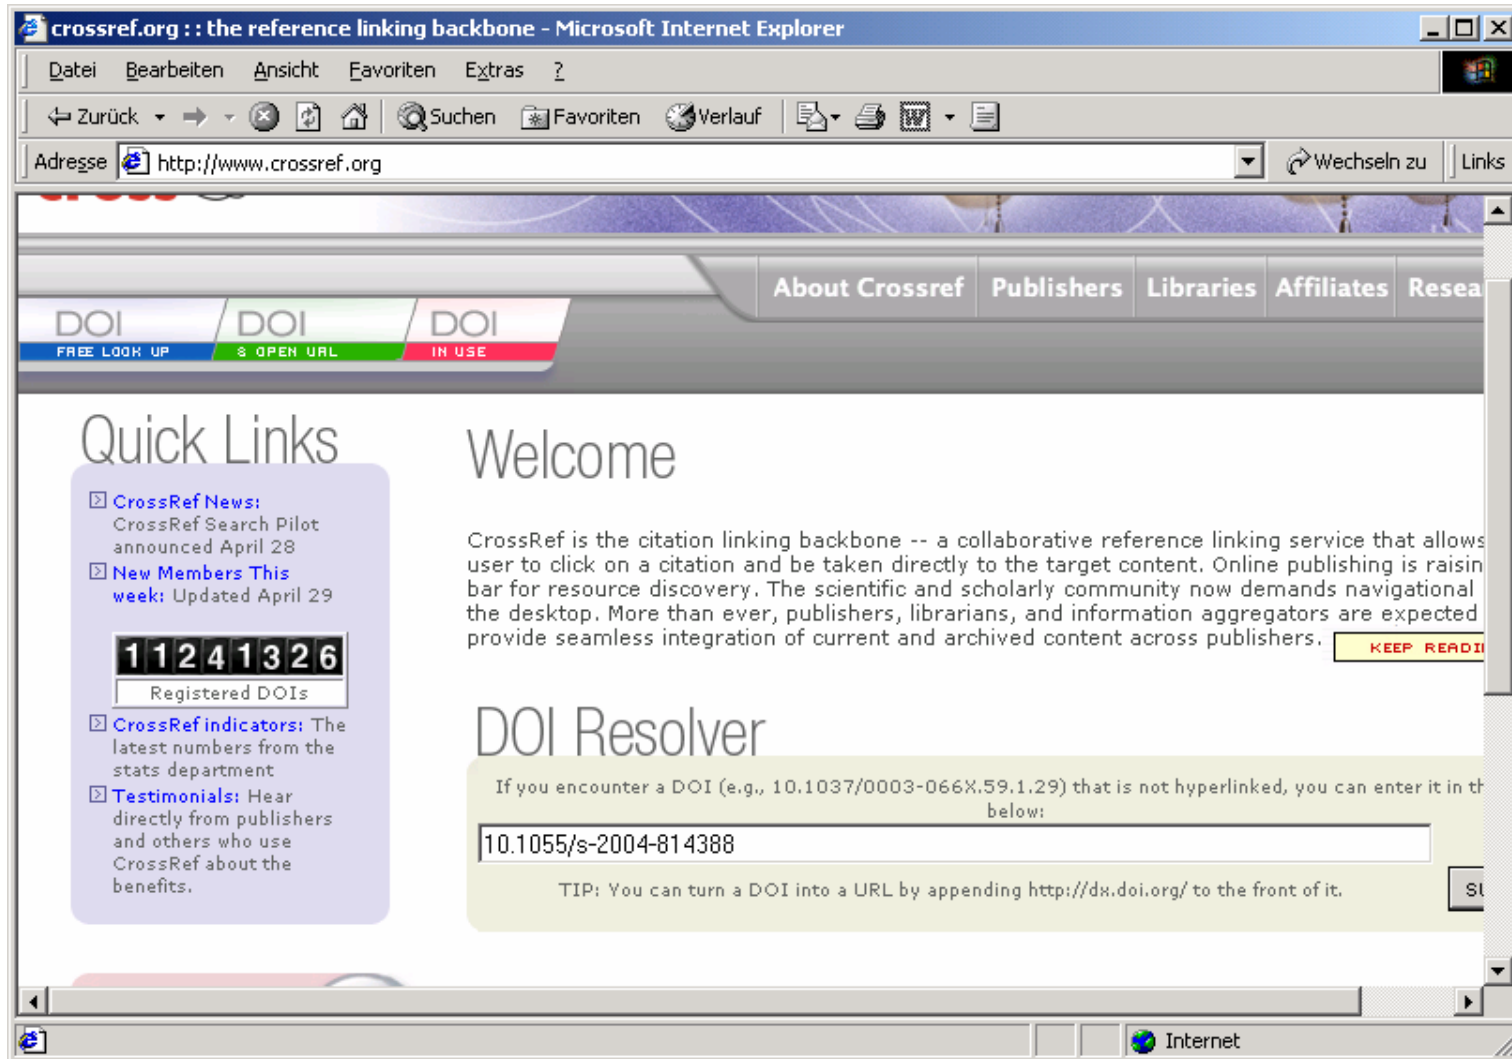 crossref.org : : the reference linking backbone - Microsoft Internet Explorer
Datei Bearbeiten Ansicht Favoriten Extras ?
Zurück Suchen Favoriten Verlauf
Adresse http://www.crossref.org Wechseln zu Links
About Crossref Publishers Libraries Affiliates Resea
DOI DOI DOI
FREE LOOK UP & OPEN URL IN USE
Quick Links
CrossRef News:
CrossRef Search Pilot
announced April 28
New Members This
week: Updated April 29
11241326
Registered DOIs
CrossRef indicators: The
latest numbers from the
stats department
Testimonials: Hear
directly from publishers
and others who use
CrossRef about the
benefits.
Welcome
CrossRef is the citation linking backbone -- a collaborative reference linking service that allows
user to click on a citation and be taken directly to the target content. Online publishing is raisin
bar for resource discovery. The scientific and scholarly community now demands navigational
the desktop. More than ever, publishers, librarians, and information aggregators are expected
provide seamless integration of current and archived content across publishers. KEEP READI
DOI Resolver
If you encounter a DOI (e.g., 10.1037/0003-066X.59.1.29) that is not hyperlinked, you can enter it in th
below:
10.1055/s-2004-814388
TIP: You can turn a DOI into a URL by appending http://dx.doi.org/ to the front of it. SU
Internet